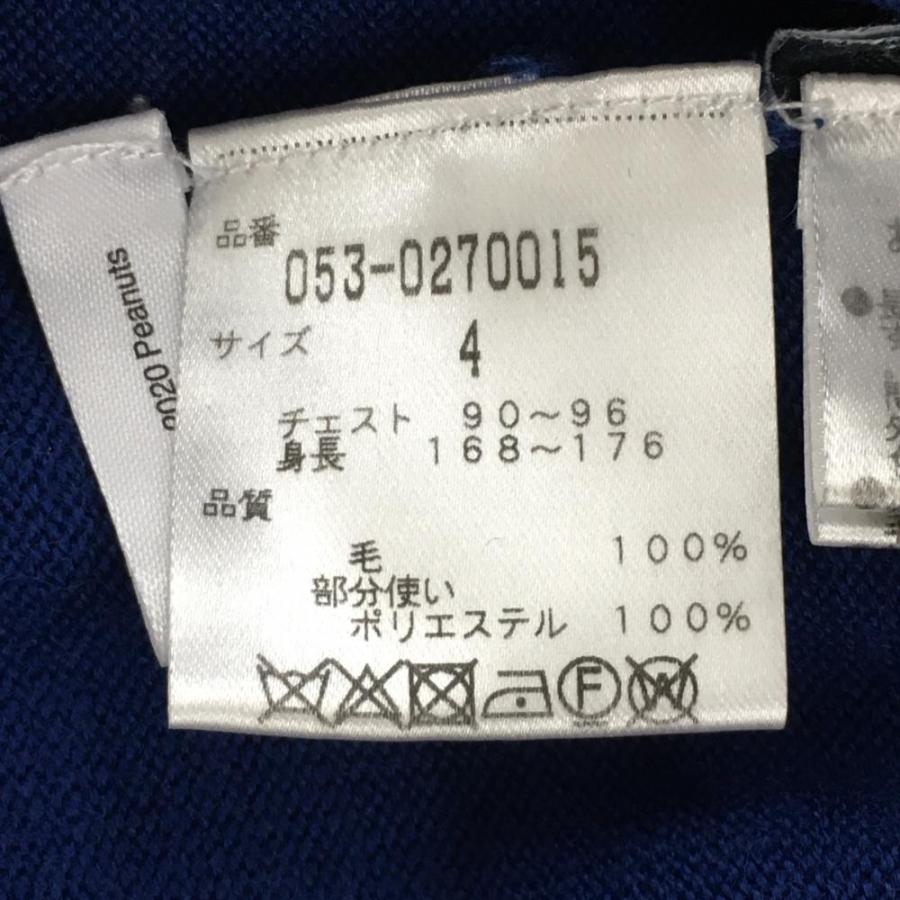 2020 Peanuts
品番
053-0270015
サイズ 4
チェスト 90～96
身長 168～176
品質
毛 100%
部分使い
ポリエステル 100%
F
W